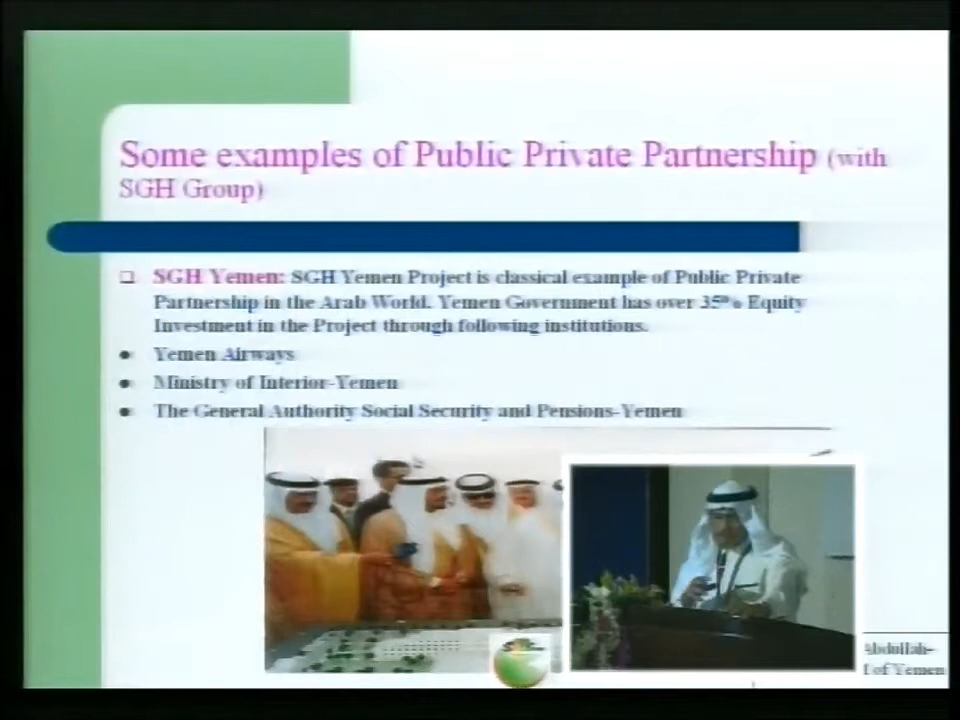 Some examples of Public Private Partnership (with
SGH Group)
SGH Yemen: SGH Yemen Project is classical example of Public Private
Partnership in the Arab World. Yemen Government has over 35% Equity
Investment in the Project through following institutions.
Yemen Airways
Ministry of Interior-Yemen
The General Authority Social Security and Pensions-Yemen
Abdullah-
of Yemen